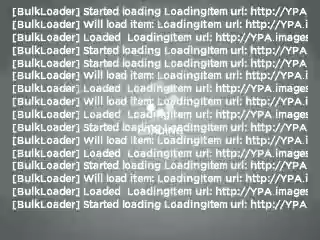 [BulkLoader] Started loading LoadingItem url: http://YPA
[BulkLoader] Will load item: LoadingItem url: http://YPA.i
[BulkLoader] Loaded LoadingItem url: http://YPA.images
[BulkLoader] Started loading LoadingItem url: http://YPA
[BulkLoader] Loaded LoadingItem url: http://YPA.images
[BulkLoader] Will load item: LoadingItem url: http://YPA.i
[BulkLoader] Loaded LoadingItem url: http://YPA.images
[BulkLoader] Will load item: LoadingItem url: http://YPA.i
[BulkLoader] Loaded LoadingItem url: http://YPA.images
[BulkLoader] Started loading LoadingItem url: http://YPA
LOADING
[BulkLoader] Will load item: LoadingItem url: http://YPA.i
[BulkLoader] Loaded LoadingItem url: http://YPA.images
[BulkLoader] Started loading LoadingItem url: http://YPA
[BulkLoader] Will load item: LoadingItem url: http://YPA.i
[BulkLoader] Loaded LoadingItem url: http://YPA.images
[BulkLoader] Started loading LoadingItem url: http://YPA